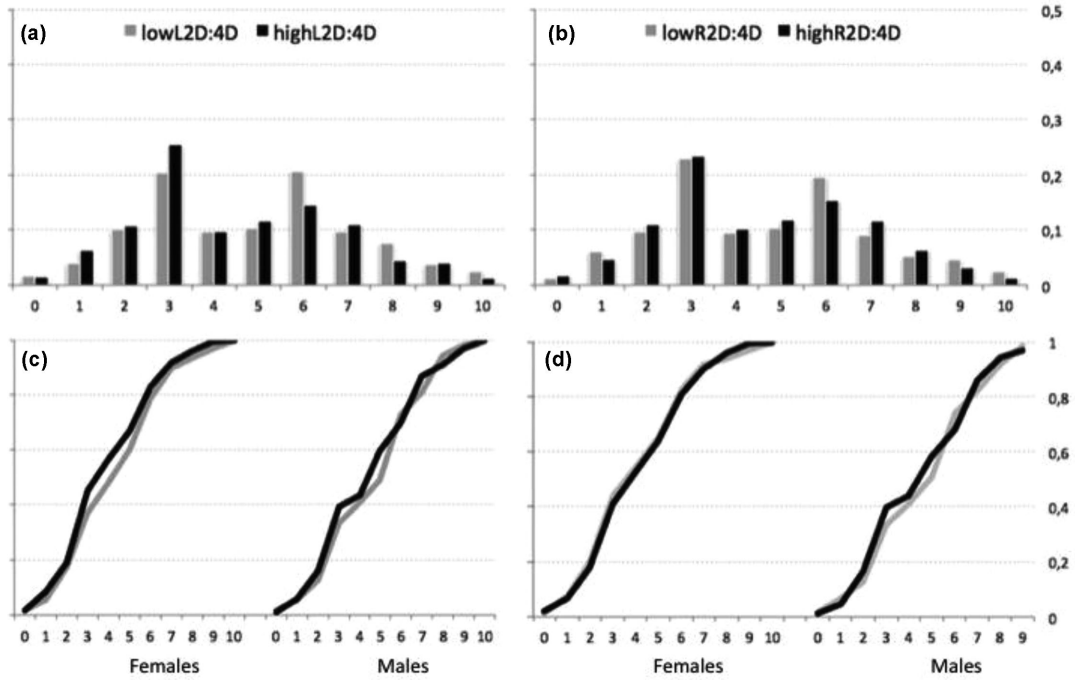 (a) lowL2D:4D highL2D:4D
(b) lowR2D:4D highR2D:4D
0,5
0,4
0,3
0,2
0,1
0
0 1 2 3 4 5 6 7 8 9 10
0 1 2 3 4 5 6 7 8 9 10
(c)
(d)
1
0,8
0,6
0,4
0,2
0
0 1 2 3 4 5 6 7 8 9 10 0 1 2 3 4 5 6 7 8 9 10
0 1 2 3 4 5 6 7 8 9 10 0 1 2 3 4 5 6 7 8 9
Females Males
Females Males